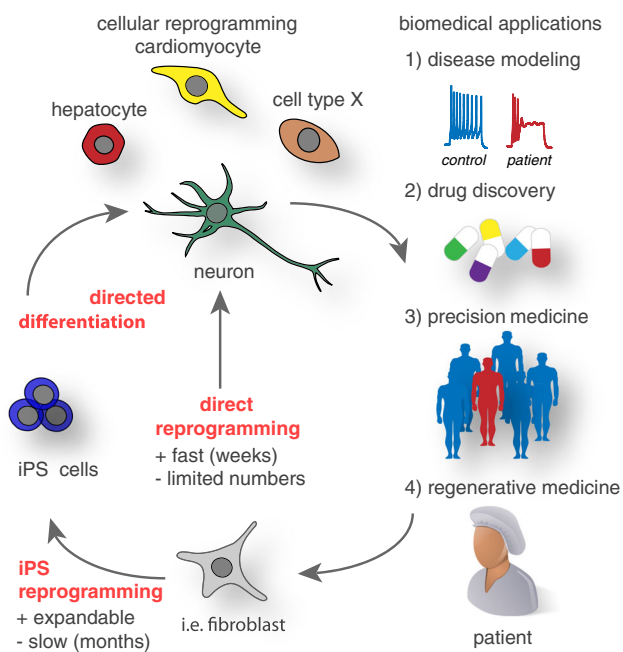 cellular reprogramming
cardiomyocyte
hepatocyte
cell type X
neuron
directed
differentiation
direct
reprogramming
+ fast (weeks)
- limited numbers
iPS cells
iPS
reprogramming
+ expandable
- slow (months)
i.e. fibroblast
biomedical applications
1) disease modeling
control
patient
2) drug discovery
3) precision medicine
4) regenerative medicine
patient